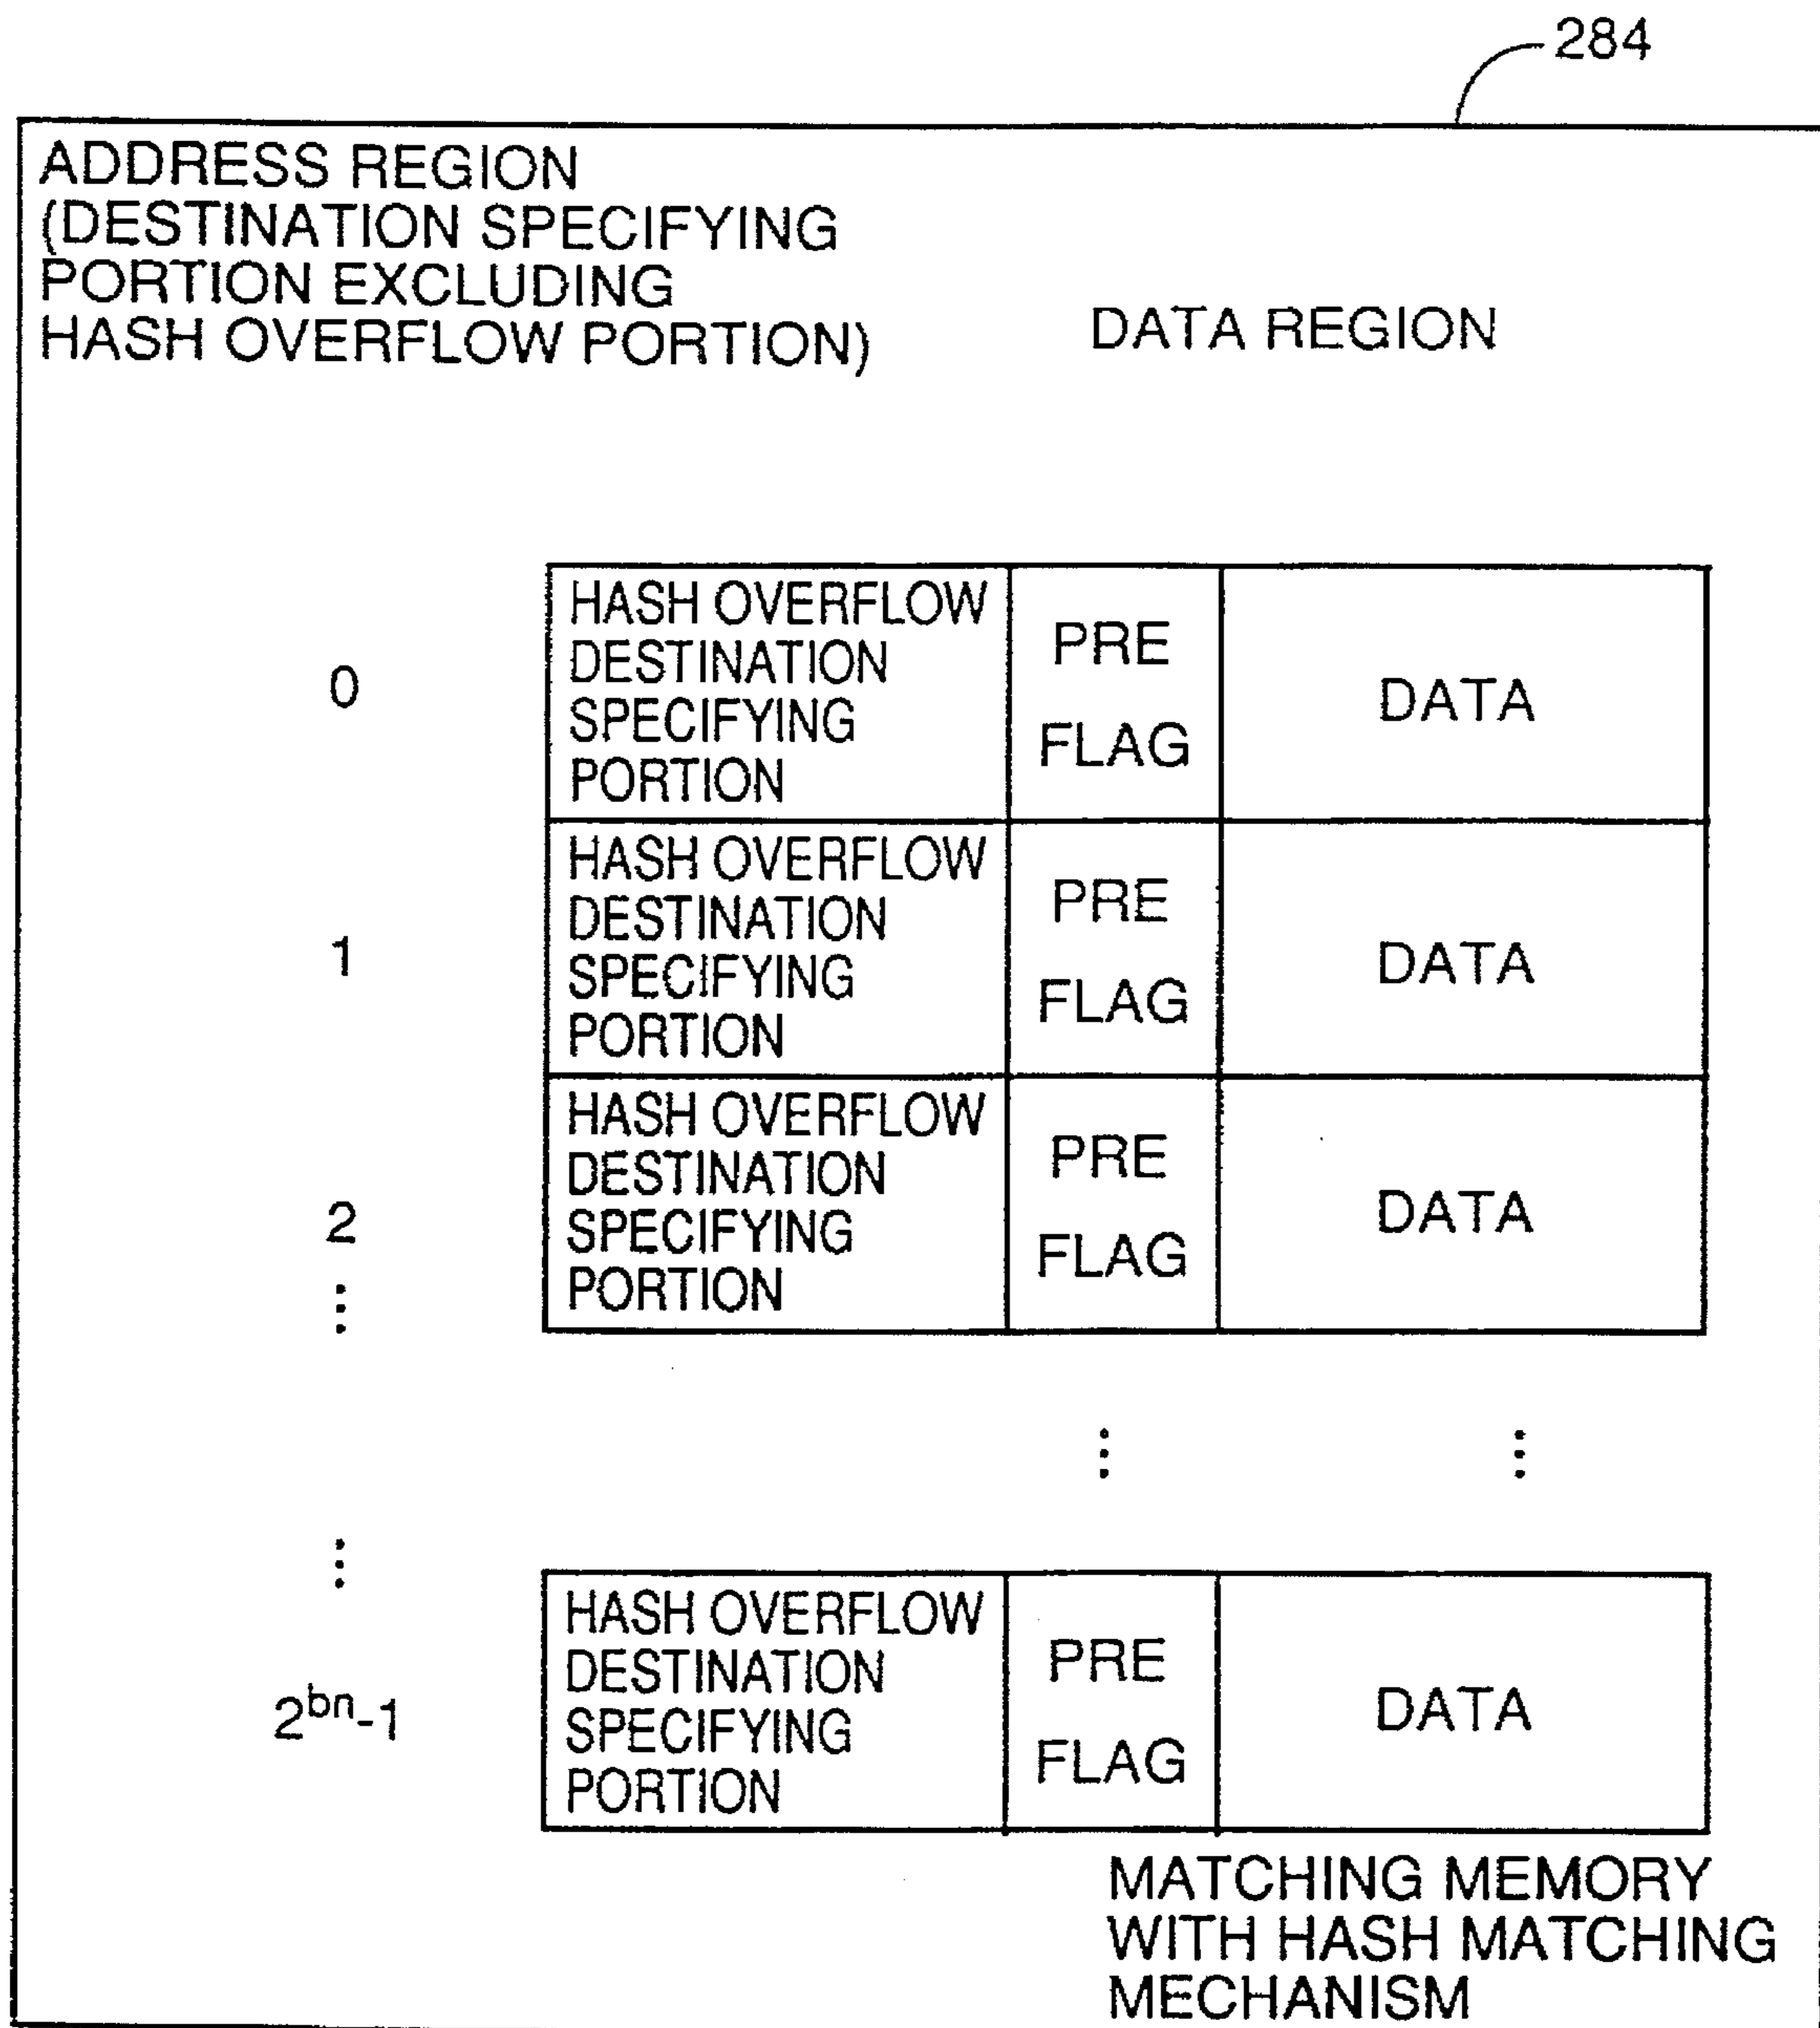 284
ADDRESS REGION
(DESTINATION SPECIFYING
PORTION EXCLUDING
HASH OVERFLOW PORTION)
DATA REGION
0
HASH OVERFLOW
DESTINATION
SPECIFYING
PORTION
PRE
FLAG
DATA
1
HASH OVERFLOW
DESTINATION
SPECIFYING
PORTION
PRE
FLAG
DATA
2
HASH OVERFLOW
DESTINATION
SPECIFYING
PORTION
PRE
FLAG
DATA
⋮
⋮
⋮
⋮
2^bn-1
HASH OVERFLOW
DESTINATION
SPECIFYING
PORTION
PRE
FLAG
DATA
MATCHING MEMORY
WITH HASH MATCHING
MECHANISM